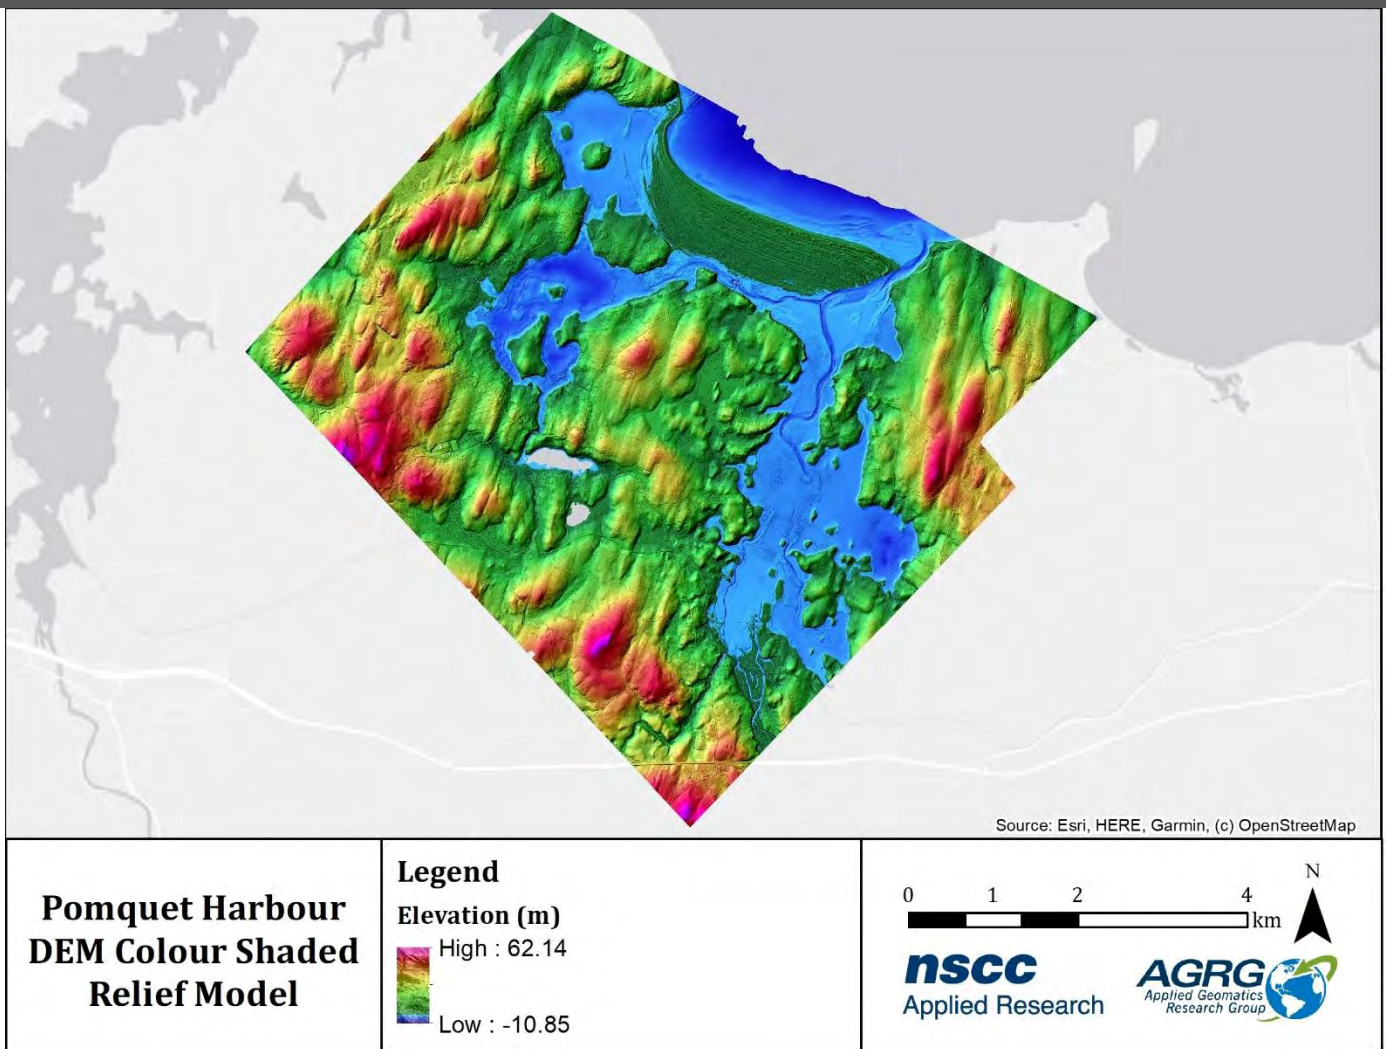 Source: Esri, HERE, Garmin, (c) OpenStreetMap
Pomquet Harbour
DEM Colour Shaded
Relief Model
Legend
Elevation (m)
High : 62.14
Low : -10.85
0 1 2 4
km
N
nscc
Applied Research
AGRG
Applied Geomatics
Research Group